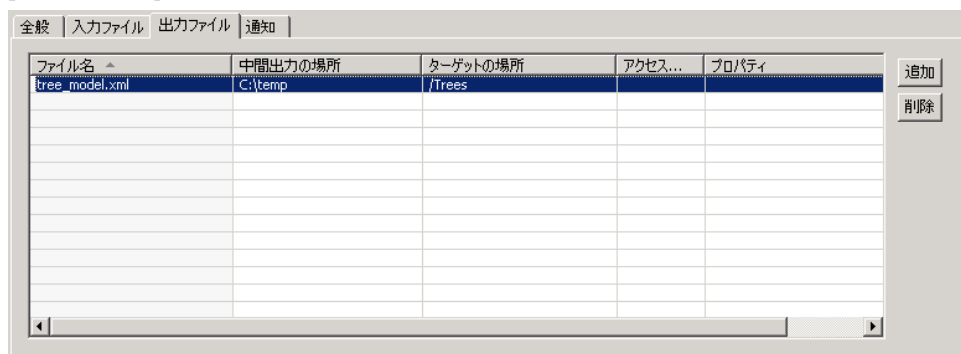 全般 入力ファイル 出力ファイル 通知
ファイル名 中間出力の場所 ターゲットの場所 アクセス... プロパティ
tree_model.xml C:\temp /Trees
追加
削除